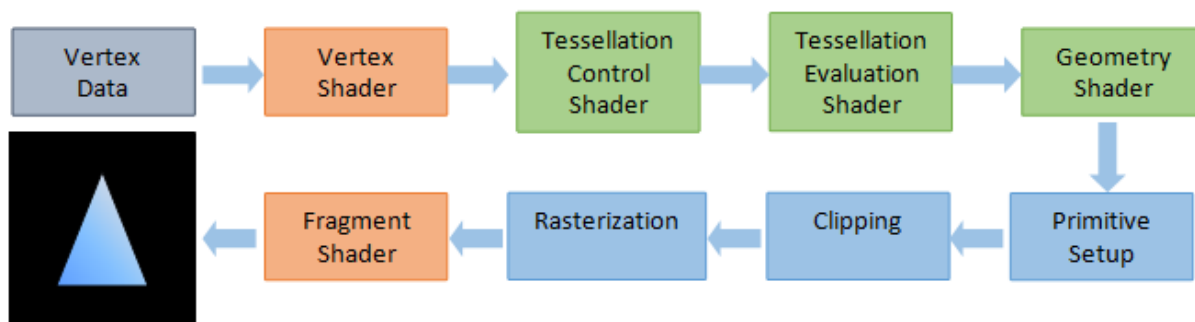 Vertex
Data
Vertex
Shader
Tessellation
Control
Shader
Tessellation
Evaluation
Shader
Geometry
Shader
Fragment
Shader
Rasterization
Clipping
Primitive
Setup